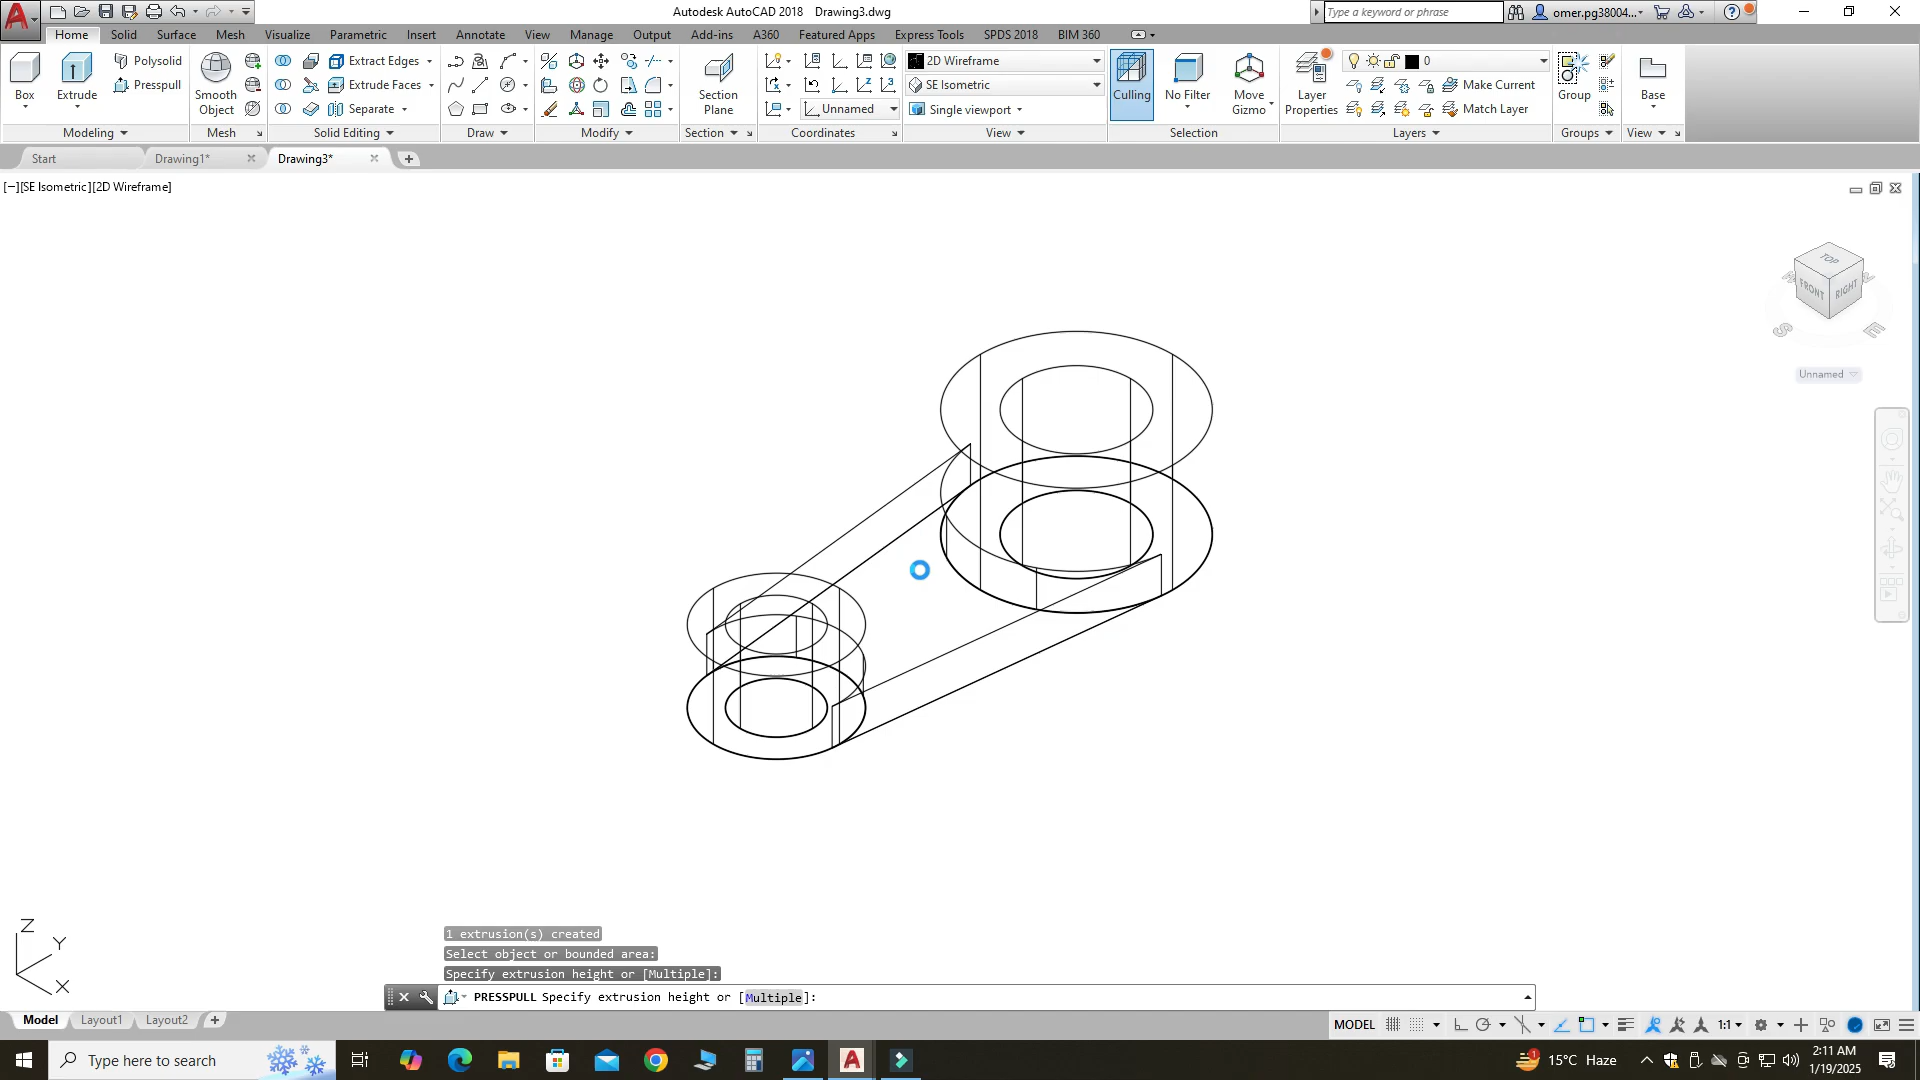 Autodesk AutoCAD 2018 Drawing3.dwg
Type a keyword or phrase
omer.pg38004...
Home Solid Surface Mesh Visualize Parametric Insert Annotate View Manage Output Add-ins A360 Featured Apps Express Tools SPDS 2018 BIM 360
Box
Extrude
Polysolid
Presspull
Modeling
Smooth
Object
Mesh
Extract Edges
Extrude Faces
Separate
Solid Editing
Draw
Modify
Section
Plane
Section
Unnamed
Coordinates
2D Wireframe
SE Isometric
Single viewport
View
Culling
No Filter
Move
Gizmo
Selection
Layer
Properties
0
Make Current
Match Layer
Layers
Group
Groups
Base
View
Start
Drawing1*
Drawing3*
[−][SE Isometric][2D Wireframe]
TOP
FRONT
RIGHT
S
E
Unnamed
Z
Y
X
1 extrusion(s) created
Select object or bounded area:
Specify extrusion height or [Multiple]:
PRESSPULL Specify extrusion height or [Multiple]:
Model Layout1 Layout2
MODEL
1:1
Type here to search
15°C Haze
2:11 AM
1/19/2025